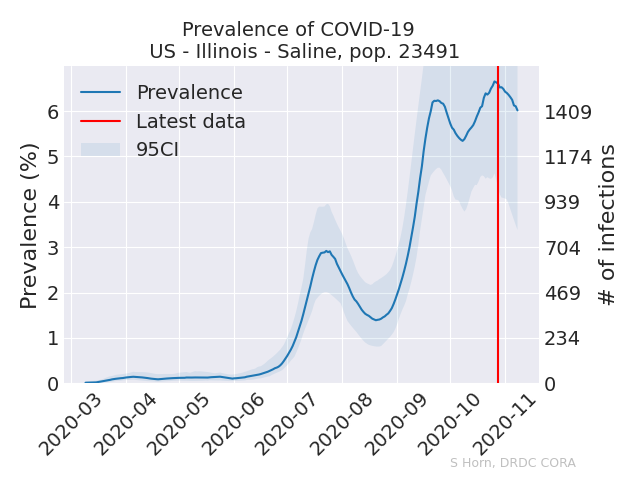 Prevalence of COVID-19
US - Illinois - Saline, pop. 23491
Prevalence
Latest data
95CI
Prevalence (%)
6
5
4
3
2
1
0
# of infections
1409
1174
939
704
469
234
0
2020-03
2020-04
2020-05
2020-06
2020-07
2020-08
2020-09
2020-10
2020-11
S Horn, DRDC CORA